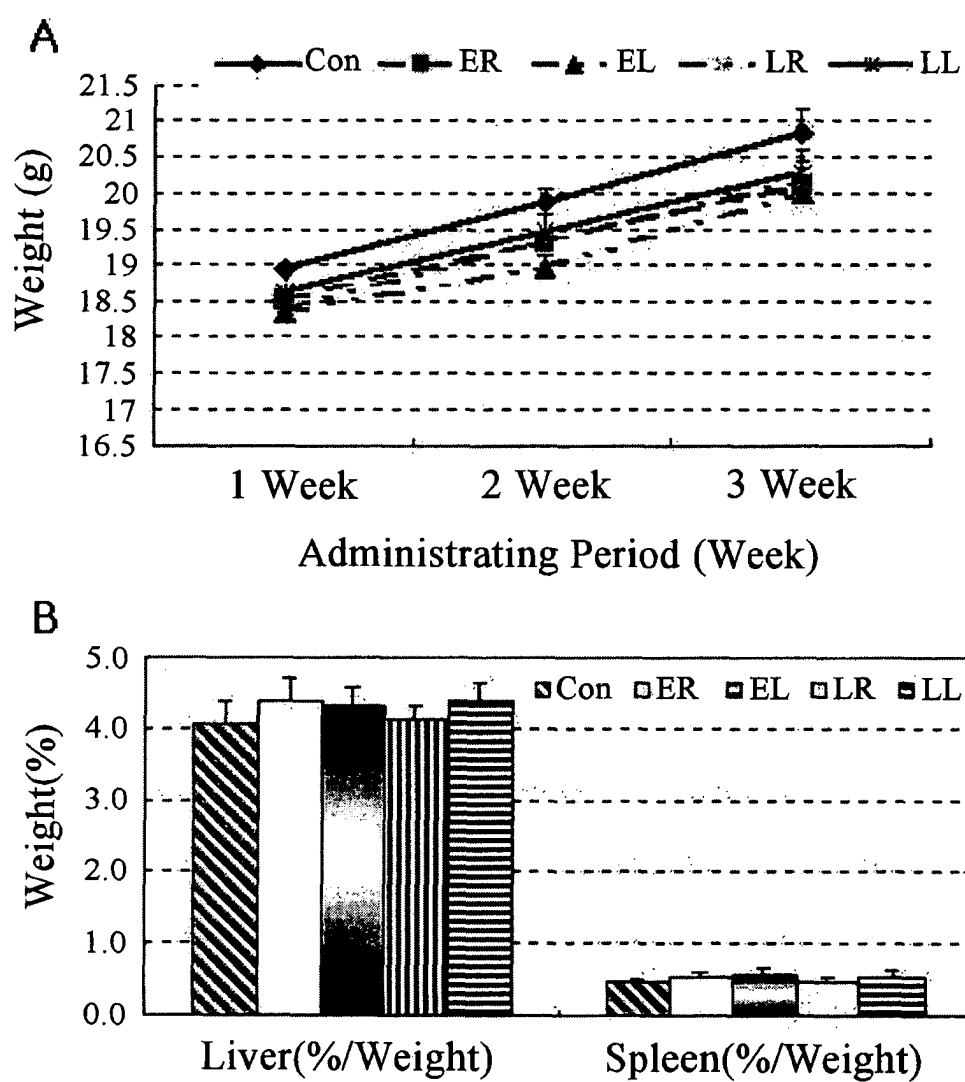 A
Con ER EL LR LL
21.5
21
20.5
20
19.5
19
18.5
18
17.5
17
16.5
Weight (g)
1 Week 2 Week 3 Week
Administrating Period (Week)
B
5.0
4.0
3.0
2.0
1.0
0.0
Weight(%)
Con ER EL LR LL
Liver(%/Weight) Spleen(%/Weight)